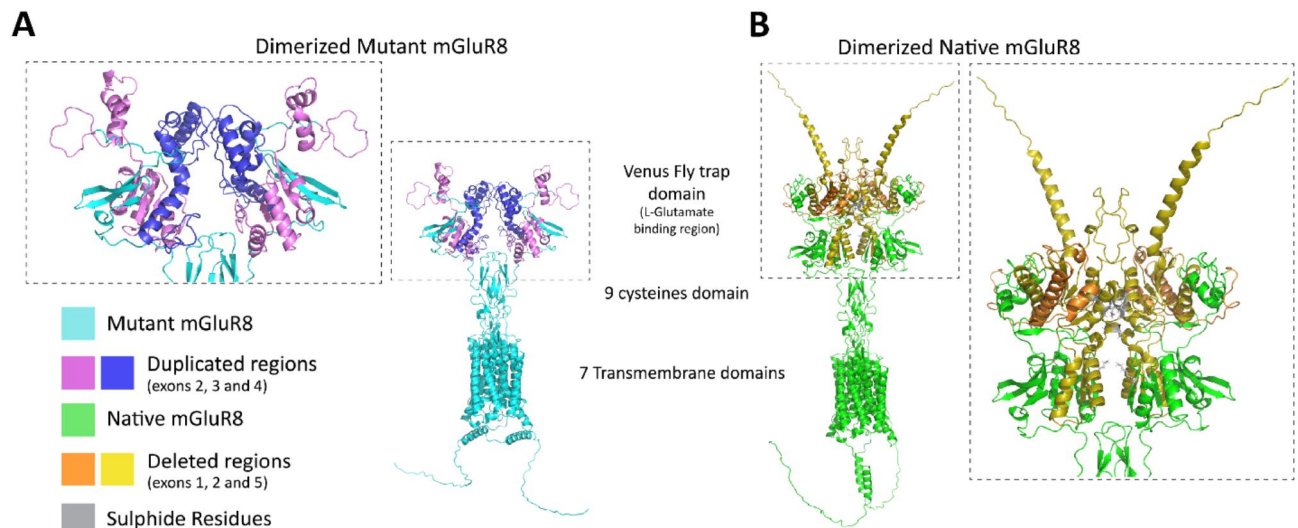 A
Dimerized Mutant mGluR8
B
Dimerized Native mGluR8
Venus Fly trap
domain
(L-Glutamate
binding region)
9 cysteines domain
7 Transmembrane domains
Mutant mGluR8
Duplicated regions
(exons 2, 3 and 4)
Native mGluR8
Deleted regions
(exons 1, 2 and 5)
Sulphide Residues